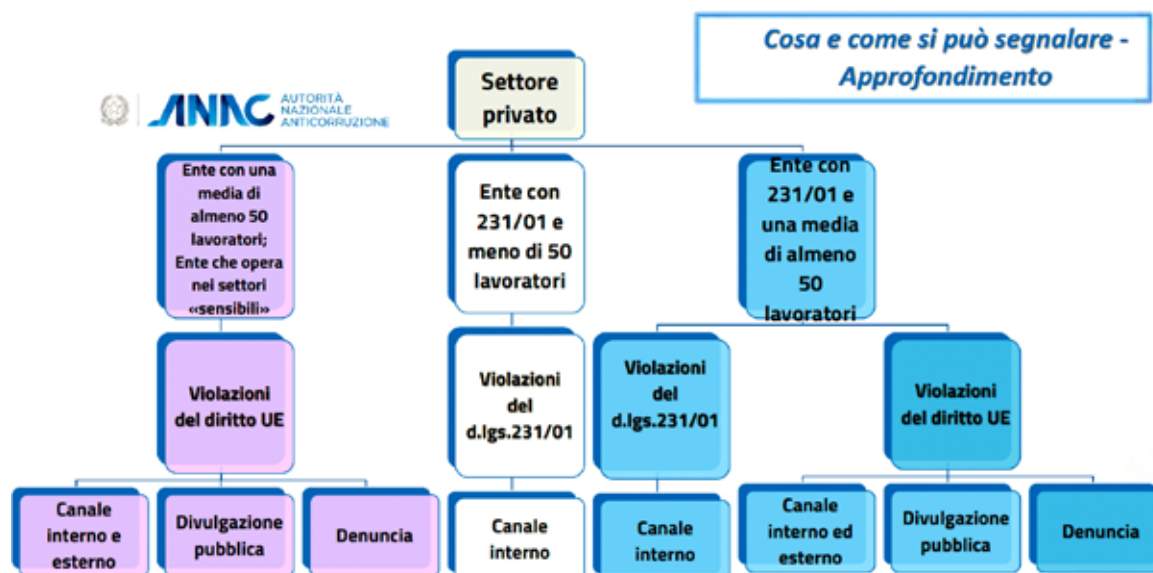 Cosa e come si può segnalare -
Approfondimento
ANAC
AUTORITÀ
NAZIONALE
ANTICORRUZIONE
Settore
privato
Ente con una
media di
almeno 50
lavoratori;
Ente che opera
nei settori
«sensibili»
Ente con
231/01 e
meno di 50
lavoratori
Ente con
231/01 e
una media
di almeno
50
lavoratori
Violazioni
del diritto UE
Violazioni
del
d.lgs.231/01
Violazioni
del
d.lgs.231/01
Violazioni
del diritto UE
Canale
interno e
esterno
Divulgazione
pubblica
Denuncia
Canale
interno
Canale
interno
Canale
interno ed
esterno
Divulgazione
pubblica
Denuncia